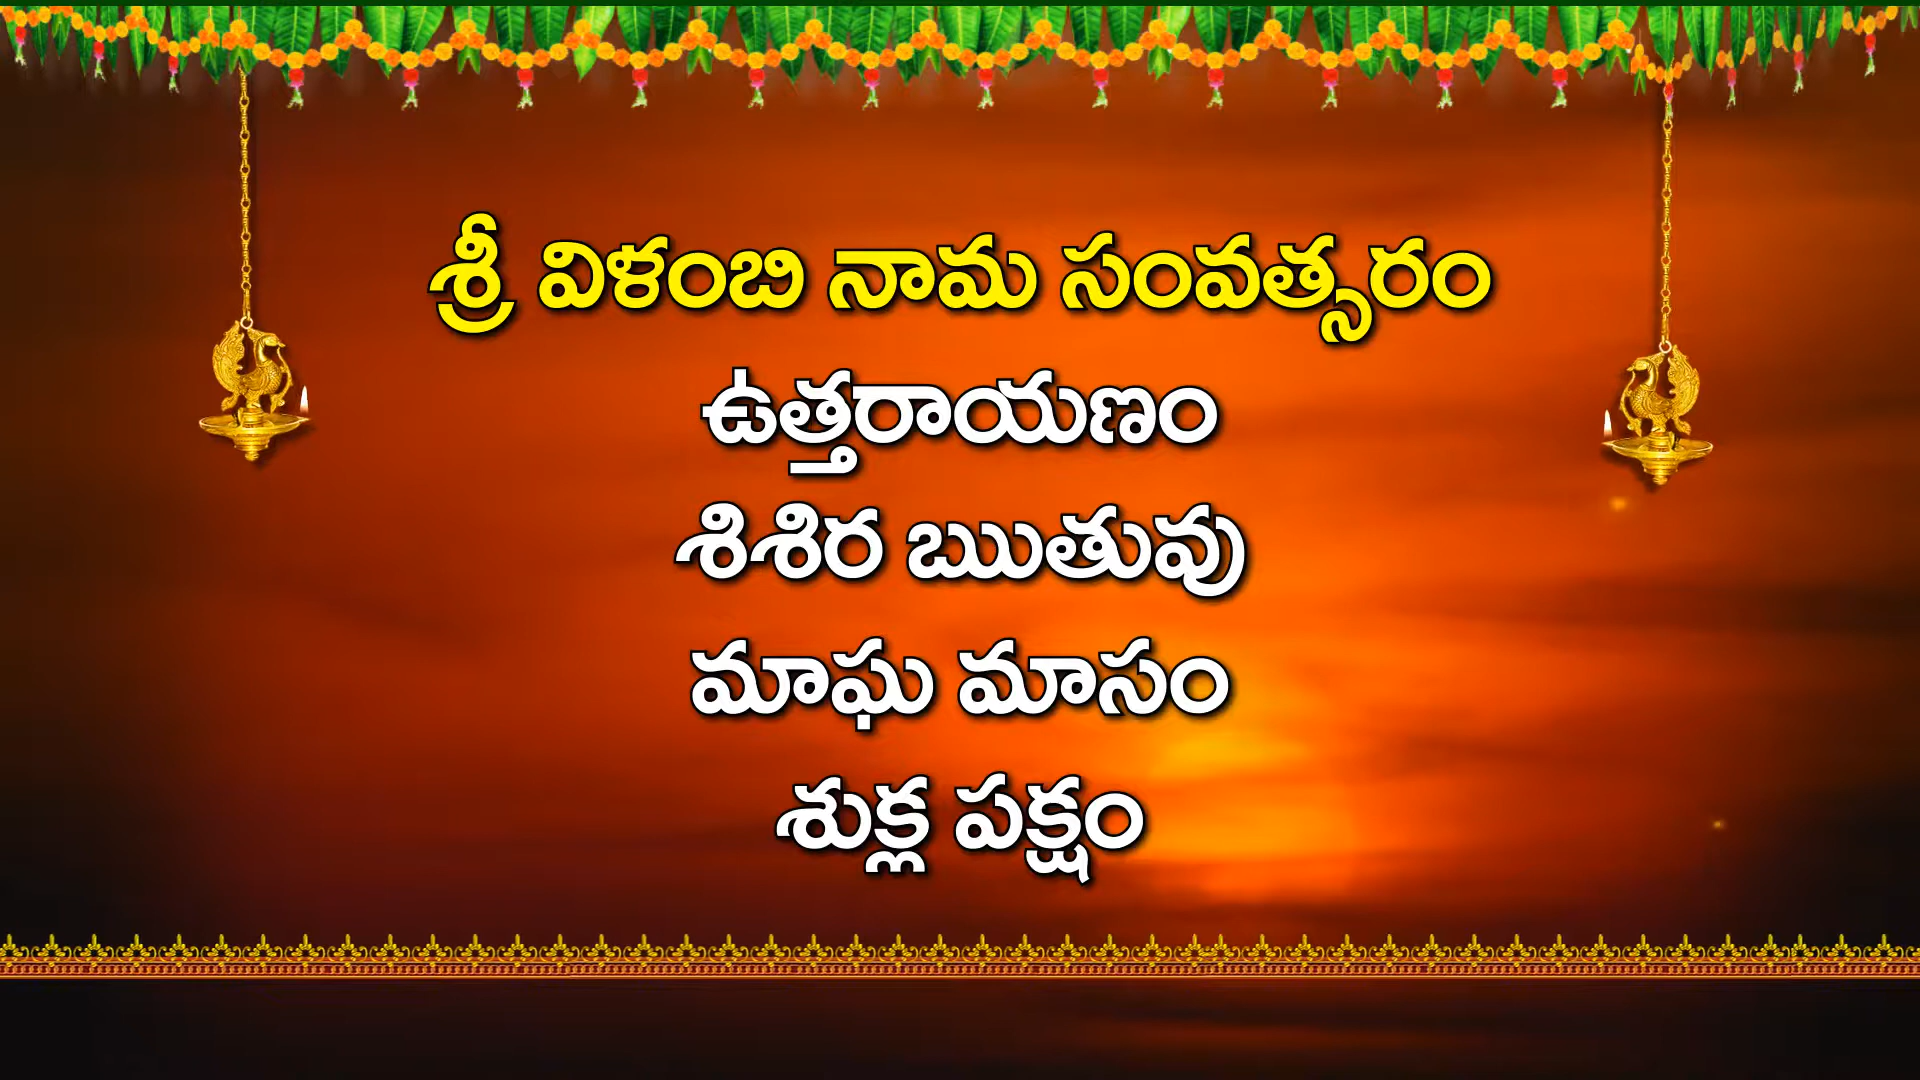 శ్రీ విళంబి నామ సంవత్సరం
ఉత్తరాయణం
శిశిర ఋతువు
మాఘ మాసం
శుక్ల పక్షం